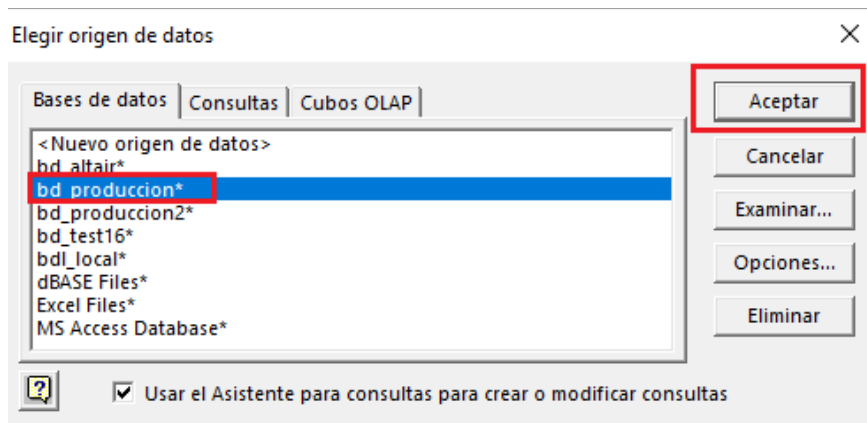 Elegir origen de datos
Bases de datos Consultas Cubos OLAP
<Nuevo origen de datos>
bd_altair*
bd_produccion*
bd_produccion2*
bd_test16*
bdl_local*
dBASE Files*
Excel Files*
MS Access Database*
Aceptar
Cancelar
Examinar...
Opciones...
Eliminar
Usar el Asistente para consultas para crear o modificar consultas